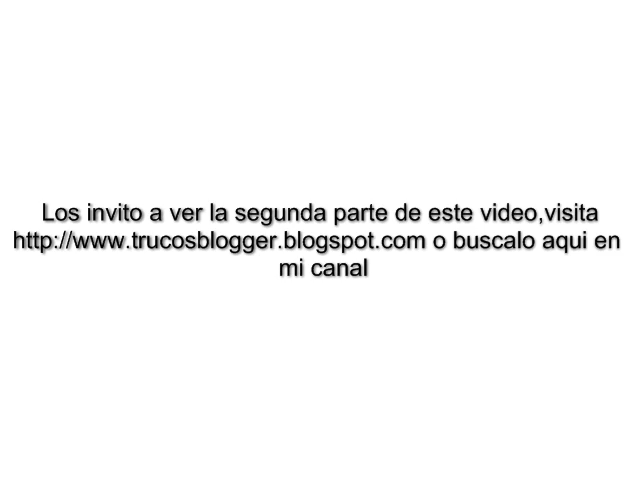 Los invito a ver la segunda parte de este video,visita
http://www.trucosblogger.blogspot.com o buscalo aqui en
mi canal